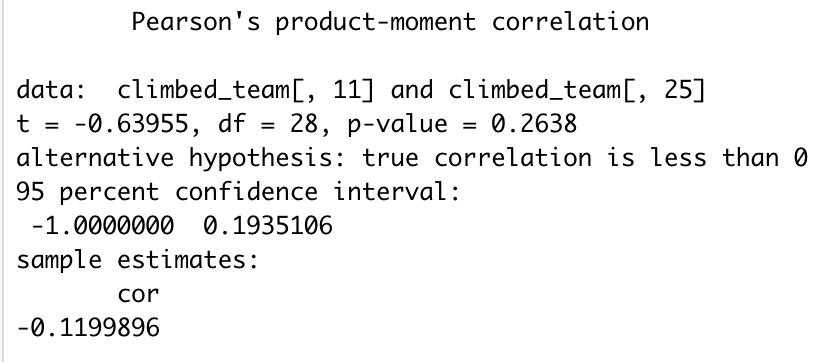 Pearson's product-moment correlation
data:  climbed_team[, 11] and climbed_team[, 25]
t = -0.63955, df = 28, p-value = 0.2638
alternative hypothesis: true correlation is less than 0
95 percent confidence interval:
 -1.0000000  0.1935106
sample estimates:
       cor
-0.1199896